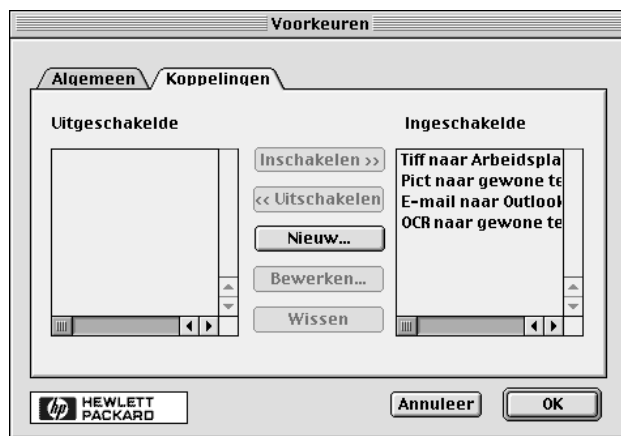 Voorkeuren
Algemeen
Koppelingen
Uitgeschakelde
Ingeschakelde
Inschakelen >>
<< Uitschakelen
Nieuw...
Bewerken...
Wissen
Tiff naar Arbeidspla
Pict naar gewone te
E-mail naar Outlook
OCR naar gewone te
hp HEWLETT
PACKARD
Annuleer
OK